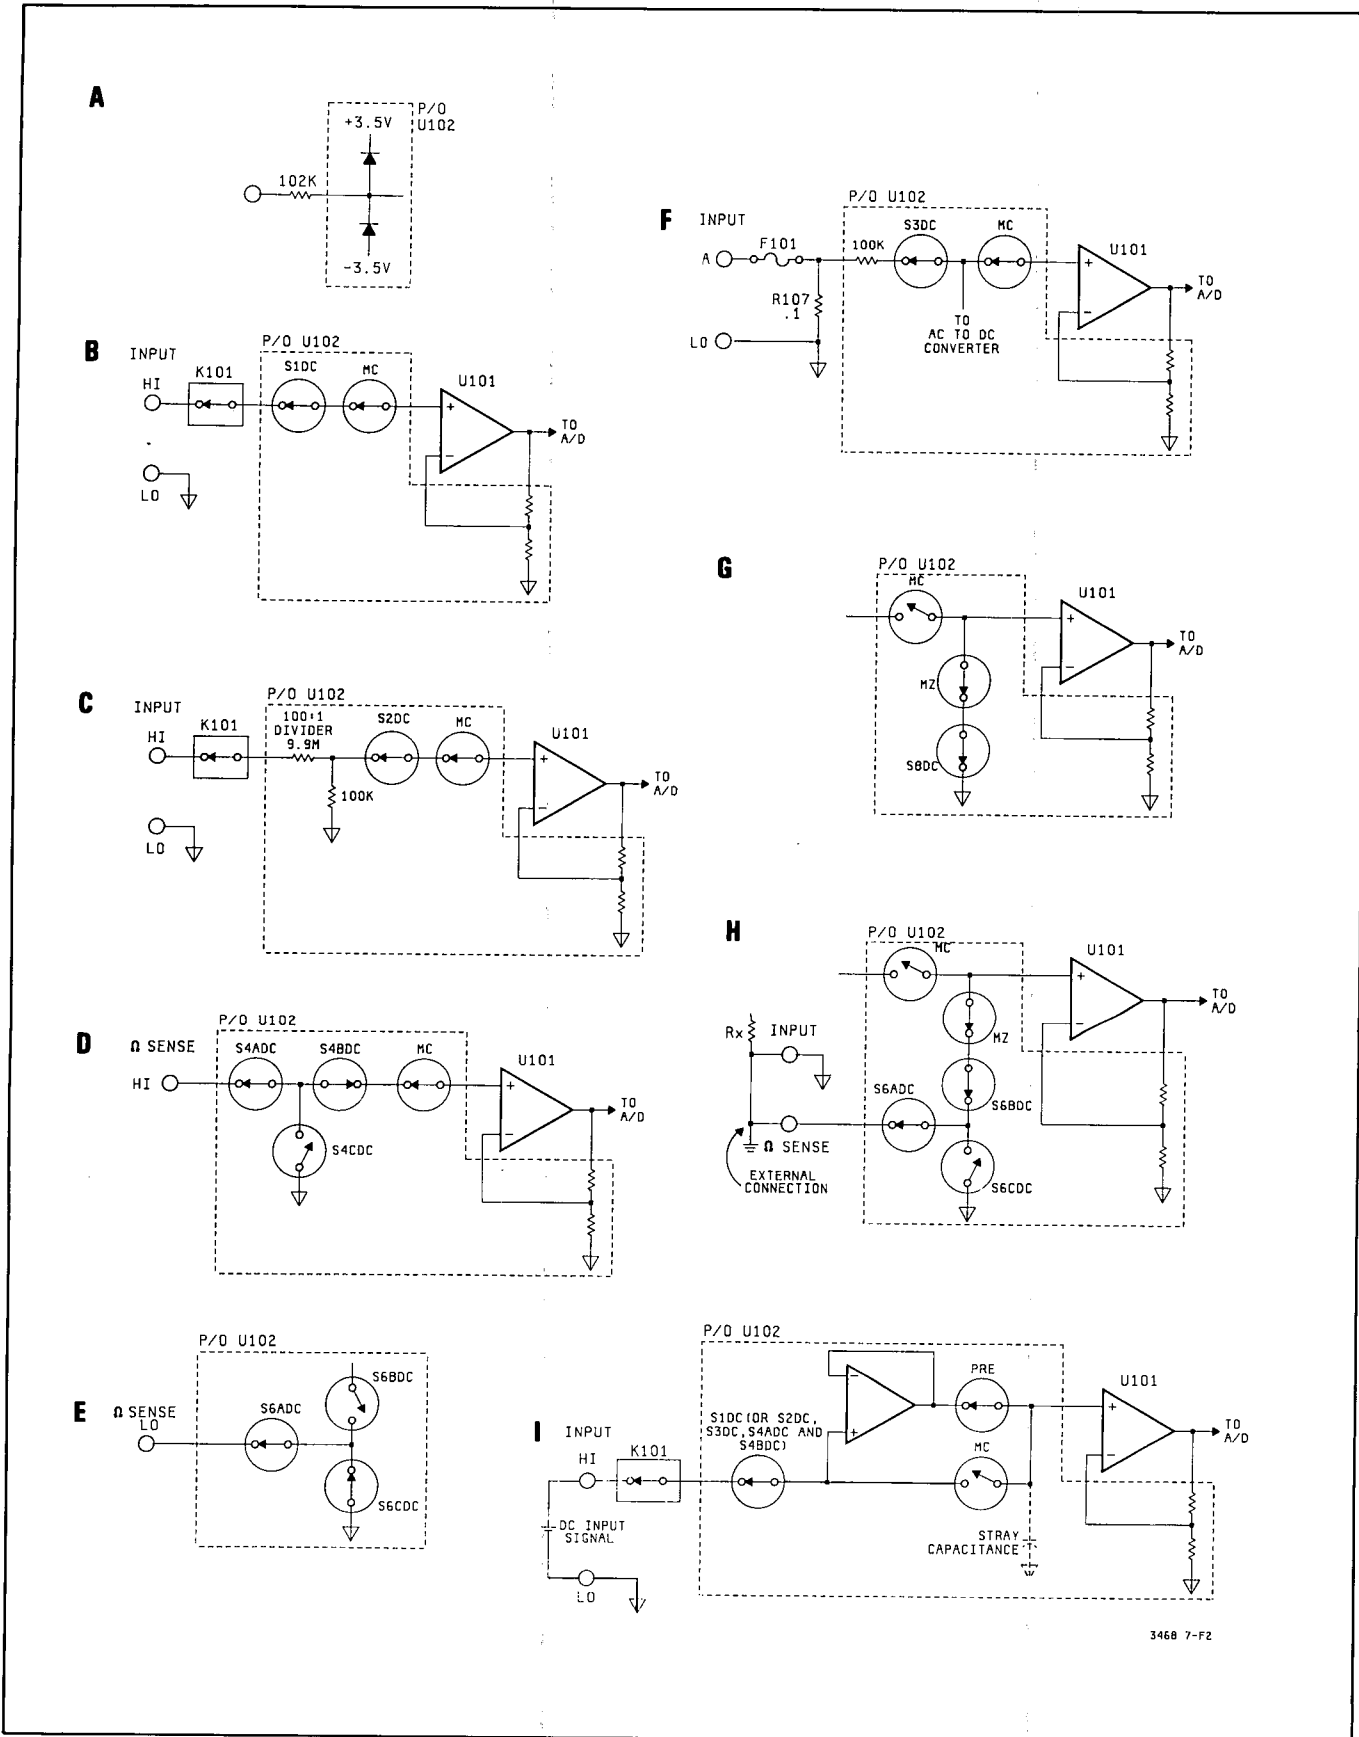 A
P/O
U102
+3.5V
102K
-3.5V
B
INPUT
P/O U102
HI
K101
S1DC
MC
U101
+
−
TO
A/D
LO
C
INPUT
P/O U102
HI
K101
100:1
DIVIDER
9.9M
S2DC
MC
U101
+
−
100K
TO
A/D
LO
D
Ω SENSE
P/O U102
HI
S4ADC
S4BDC
MC
U101
+
−
TO
A/D
S4CDC
E
Ω SENSE
LO
P/O U102
S6BDC
S6ADC
S6CDC
F
INPUT
P/O U102
A
F101
100K
S3DC
MC
U101
+
−
TO
A/D
R107
.1
TO
AC TO DC
CONVERTER
LO
G
P/O U102
MC
U101
+
−
TO
A/D
MZ
S8DC
H
P/O U102
MC
U101
+
−
TO
A/D
Rx
INPUT
MZ
S6ADC
S6BDC
Ω SENSE
EXTERNAL
CONNECTION
S6CDC
I
INPUT
P/O U102
HI
K101
S1DC(OR S2DC,
S3DC,S4ADC AND
S4BDC)
−
+
PRE
MC
U101
+
−
TO
A/D
DC INPUT
SIGNAL
STRAY
CAPACITANCE
LO
3468 7-F2